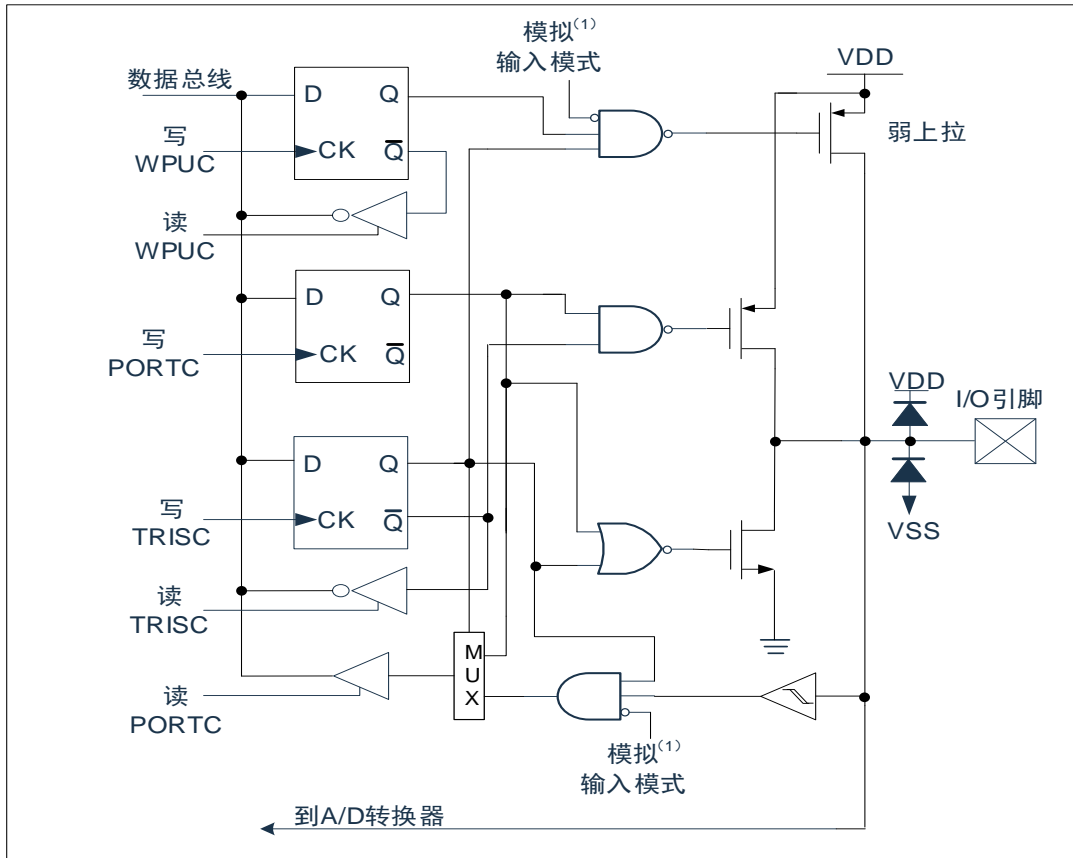 模拟(1)
输入模式
VDD
数据总线
D Q
弱上拉
写
WPUC
CK Q
读
WPUC
D Q
写
PORTC
CK Q
VDD
I/O引脚
D Q
写
TRISC
CK Q
VSS
读
TRISC
MUX
读
PORTC
模拟(1)
输入模式
到A/D转换器